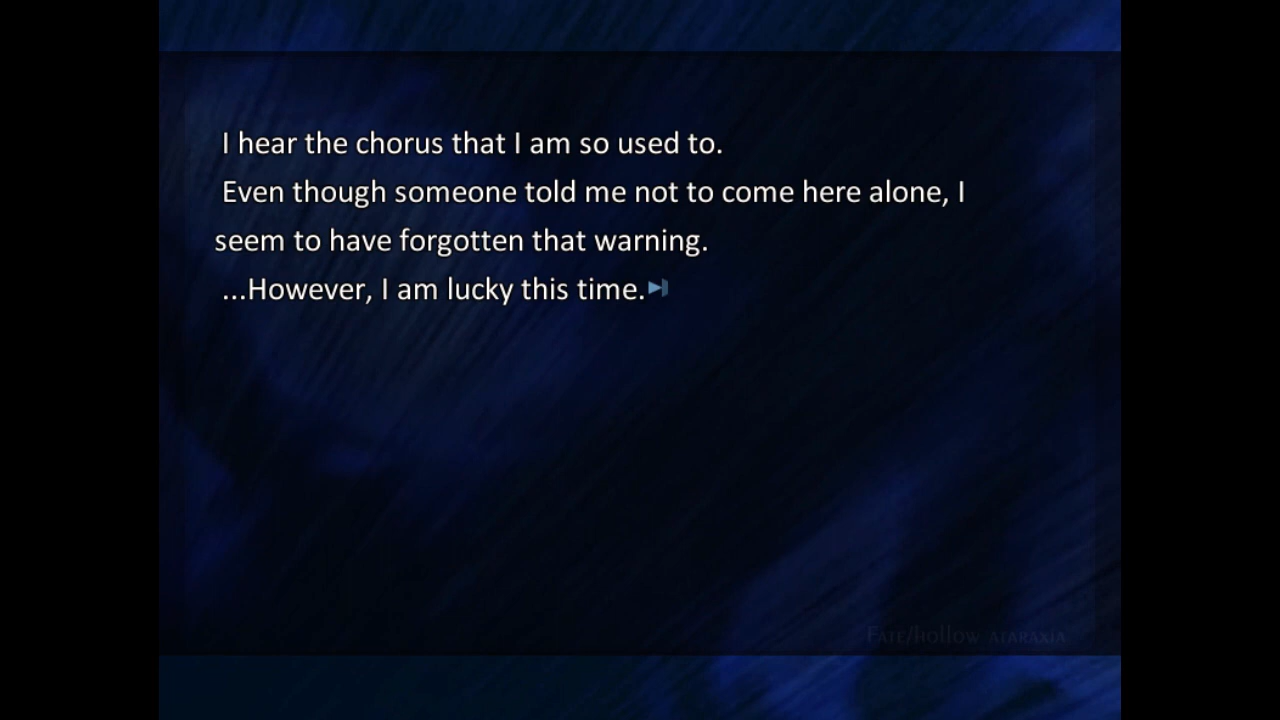 I hear the chorus that I am so used to.
Even though someone told me not to come here alone, I
seem to have forgotten that warning.
...However, I am lucky this time.
Fate/hollow ataraxia